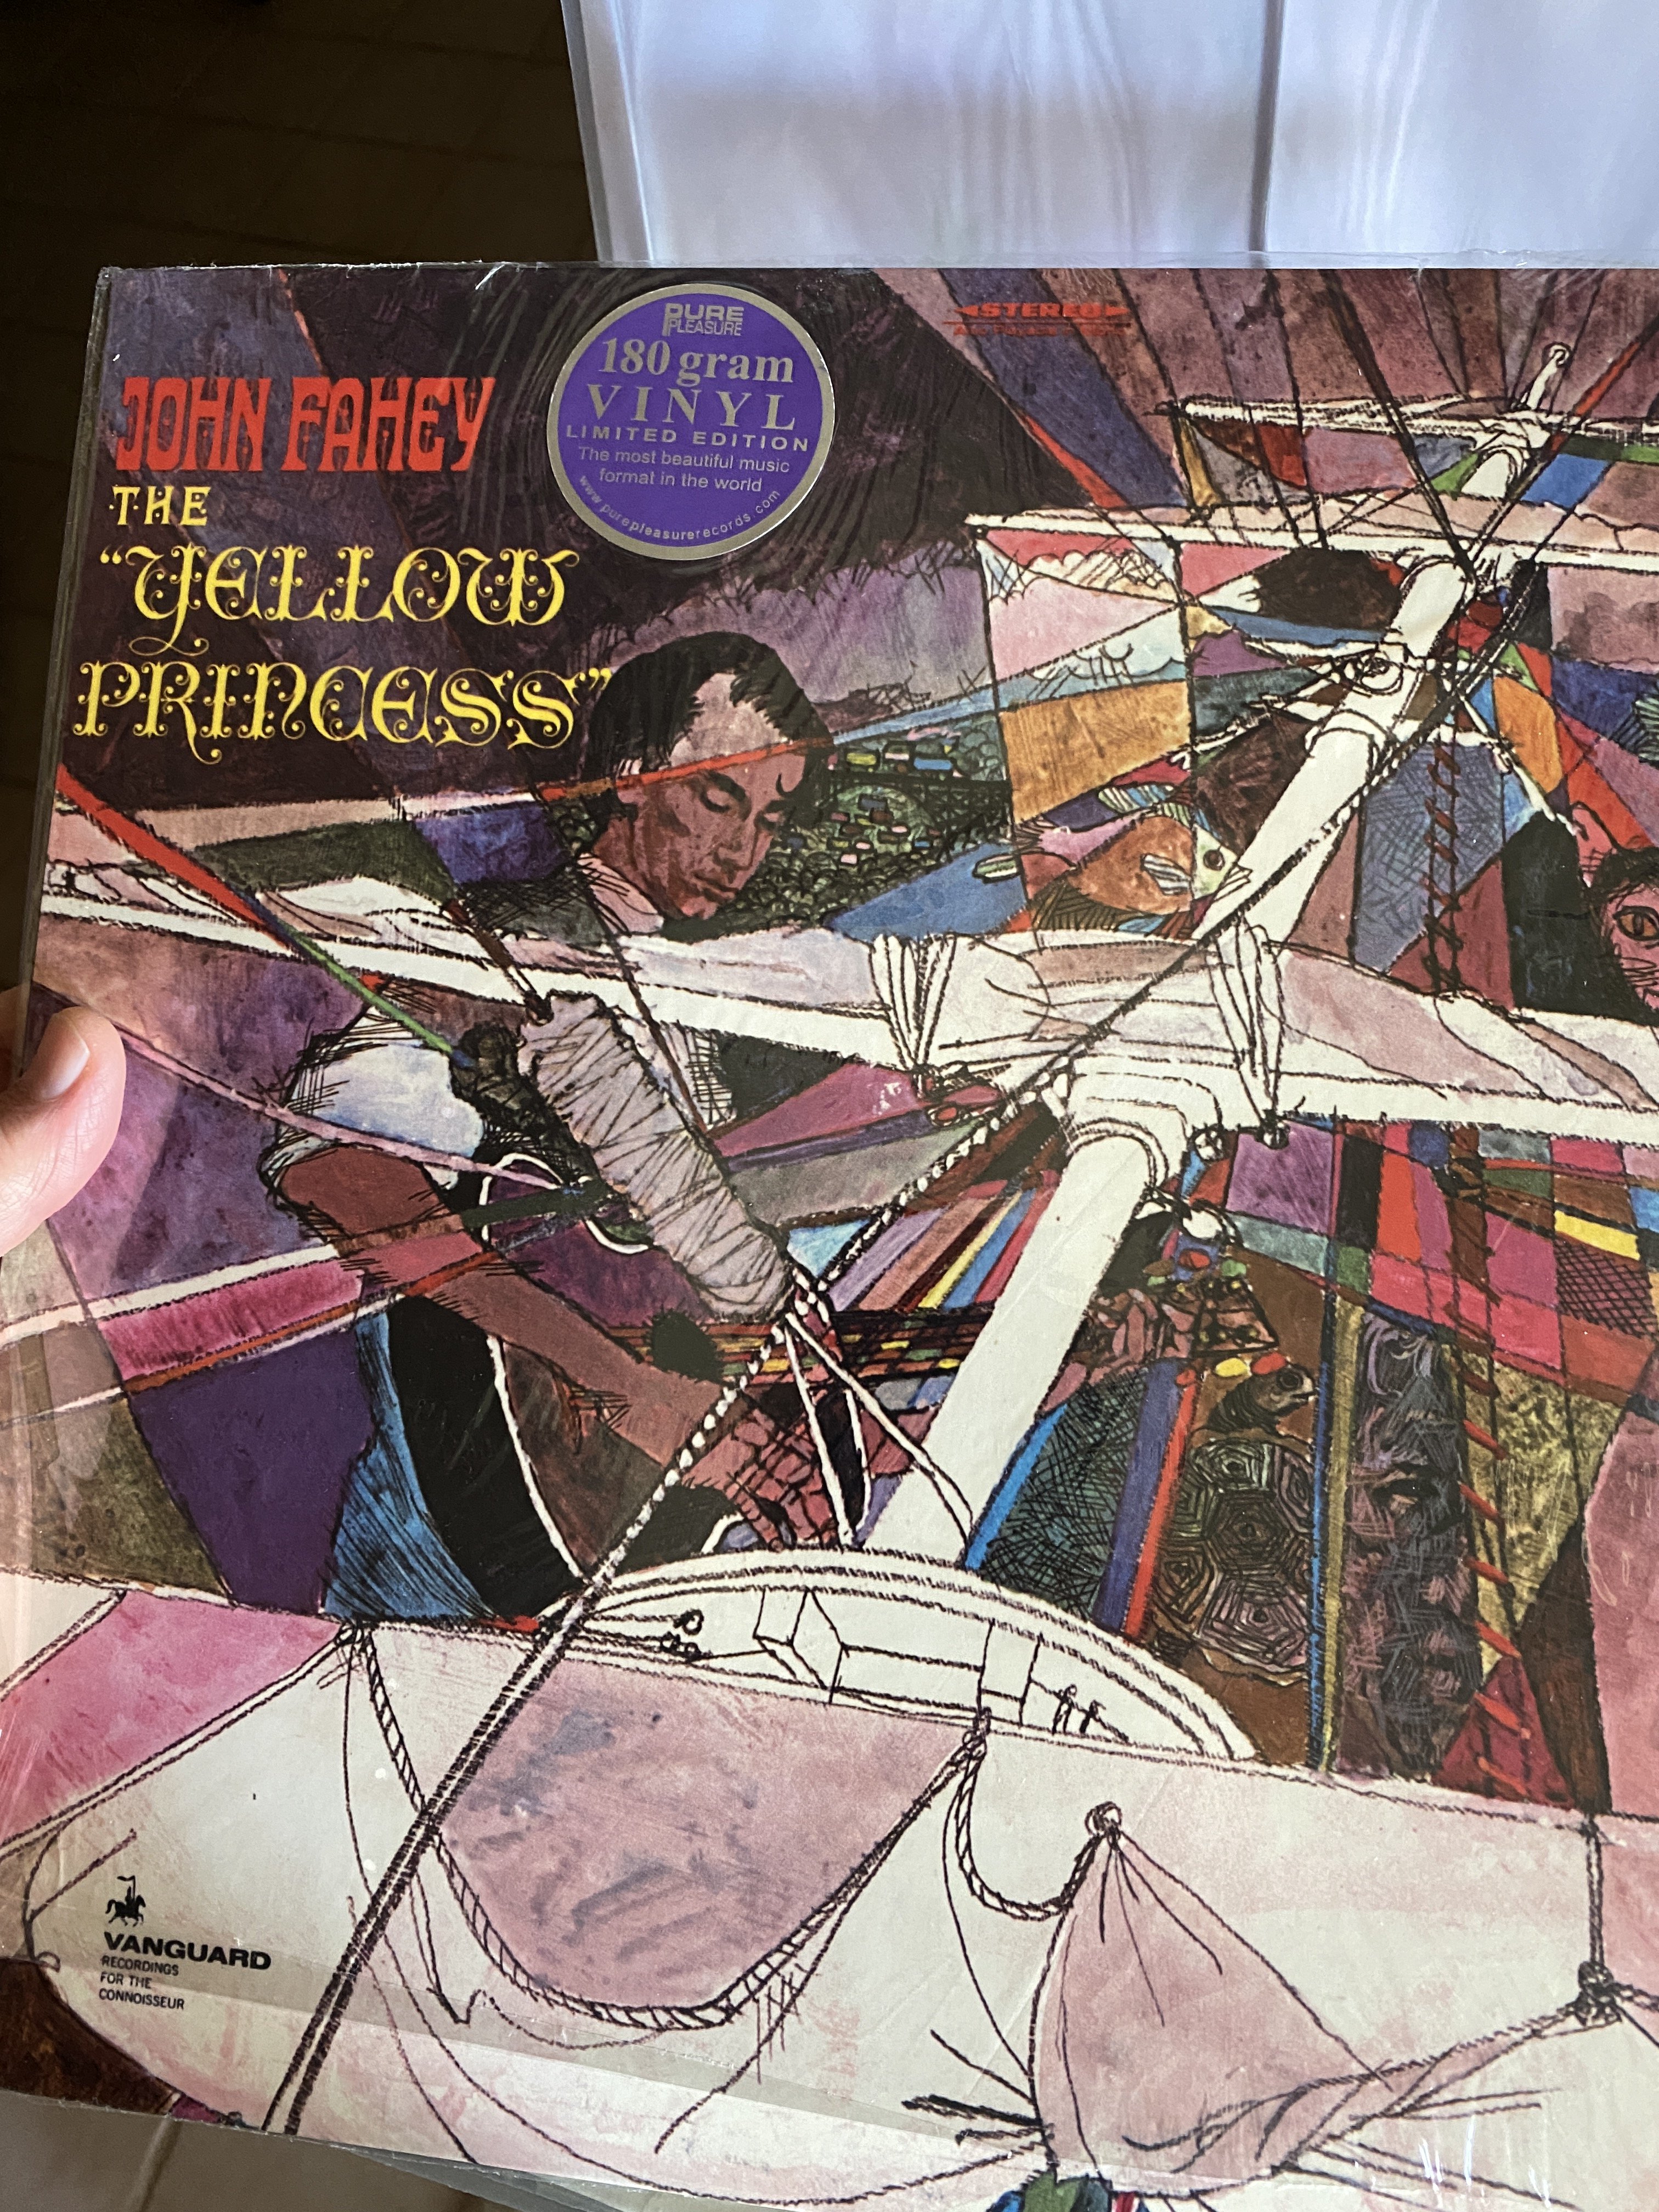 JOHN FAHEY
THE
“YELLOW
PRINCESS”
PURE
PLEASURE
180 gram
VINYL
LIMITED EDITION
The most beautiful music
format in the world
www.purepleasurerecords.com
STEREO
VANGUARD
RECORDINGS
FOR THE
CONNOISSEUR